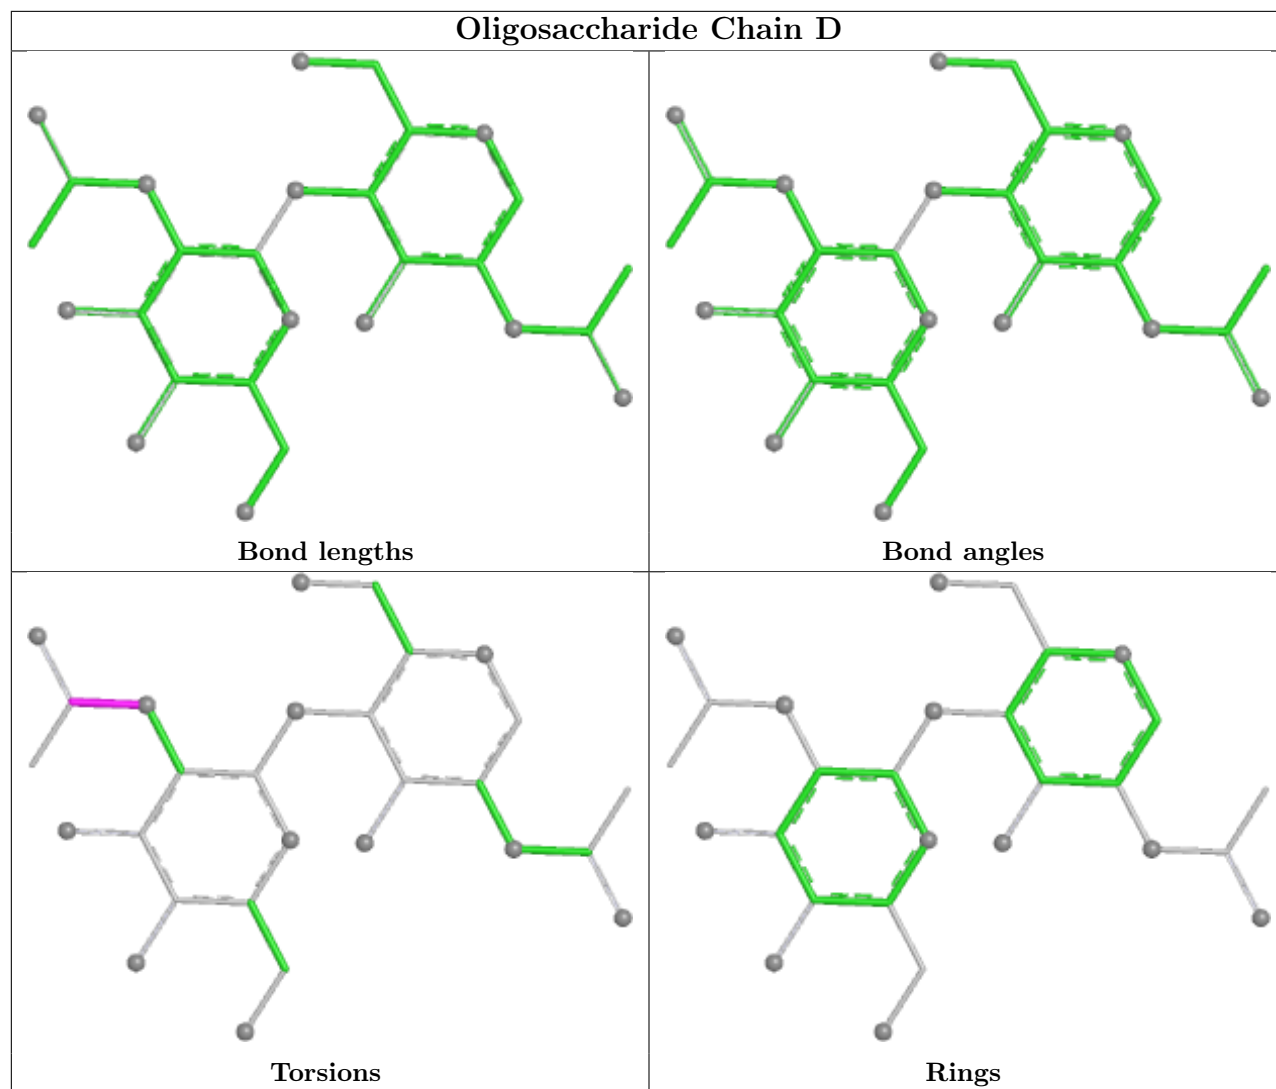 Oligosaccharide Chain D
Bond lengths
Bond angles
Torsions
Rings